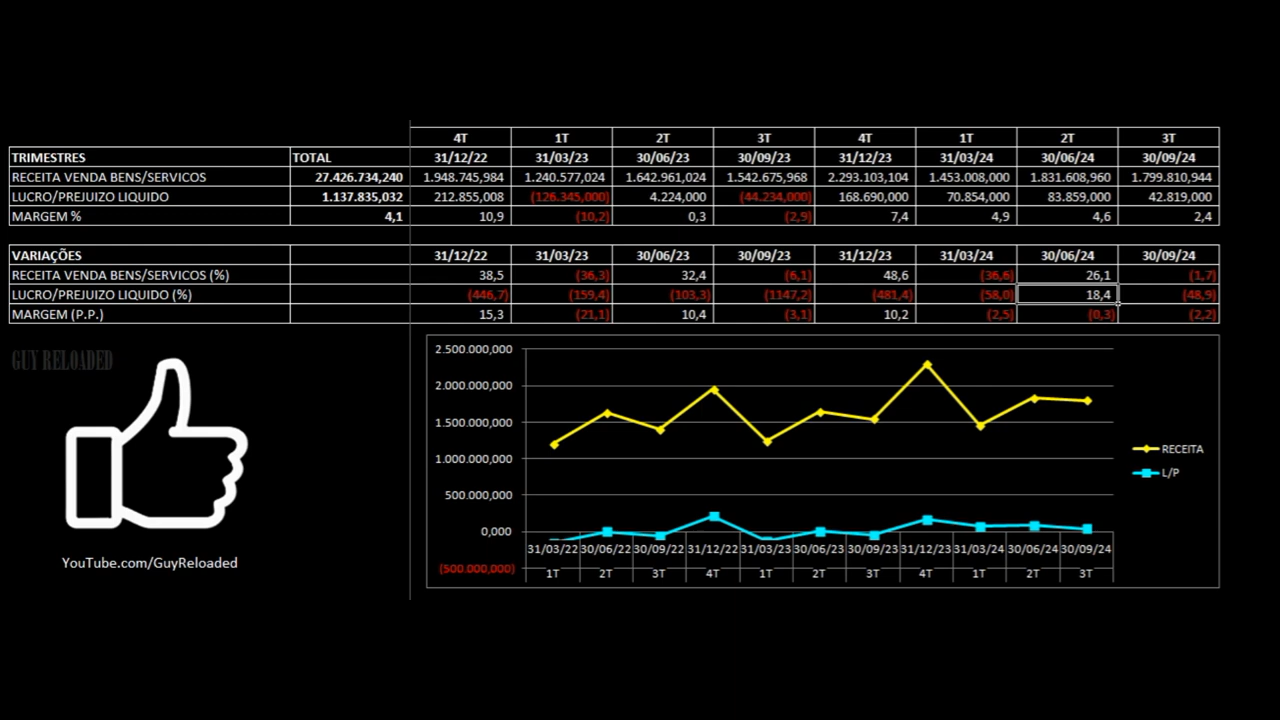 4T 1T 2T 3T 4T 1T 2T 3T
TRIMESTRES TOTAL 31/12/22 31/03/23 30/06/23 30/09/23 31/12/23 31/03/24 30/06/24 30/09/24
RECEITA VENDA BENS/SERVICOS 27.426.734,240 1.948.745,984 1.240.577,024 1.642.961,024 1.542.675,968 2.293.103,104 1.453.008,000 1.831.608,960 1.799.810,944
LUCRO/PREJUIZO LIQUIDO 1.137.835,032 212.855,008 (126.345,000) 4.224,000 (44.234,000) 168.690,000 70.854,000 83.859,000 42.819,000
MARGEM % 4,1 10,9 (10,2) 0,3 (2,9) 7,4 4,9 4,6 2,4
VARIAÇÕES 31/12/22 31/03/23 30/06/23 30/09/23 31/12/23 31/03/24 30/06/24 30/09/24
RECEITA VENDA BENS/SERVICOS (%) 38,5 (36,3) 32,4 (6,1) 48,6 (36,6) 26,1 (1,7)
LUCRO/PREJUIZO LIQUIDO (%) (446,7) (159,4) (103,3) (1147,2) (481,4) (58,0) 18,4 (48,9)
MARGEM (P.P.) 15,3 (21,1) 10,4 (3,1) 10,2 (2,5) (0,3) (2,2)
GUY RELOADED
YouTube.com/GuyReloaded
2.500.000,000
2.000.000,000
1.500.000,000
1.000.000,000
500.000,000
0,000
(500.000,000)
31/03/22 30/06/22 30/09/22 31/12/22 31/03/23 30/06/23 30/09/23 31/12/23 31/03/24 30/06/24 30/09/24
1T 2T 3T 4T 1T 2T 3T 4T 1T 2T 3T
RECEITA
L/P